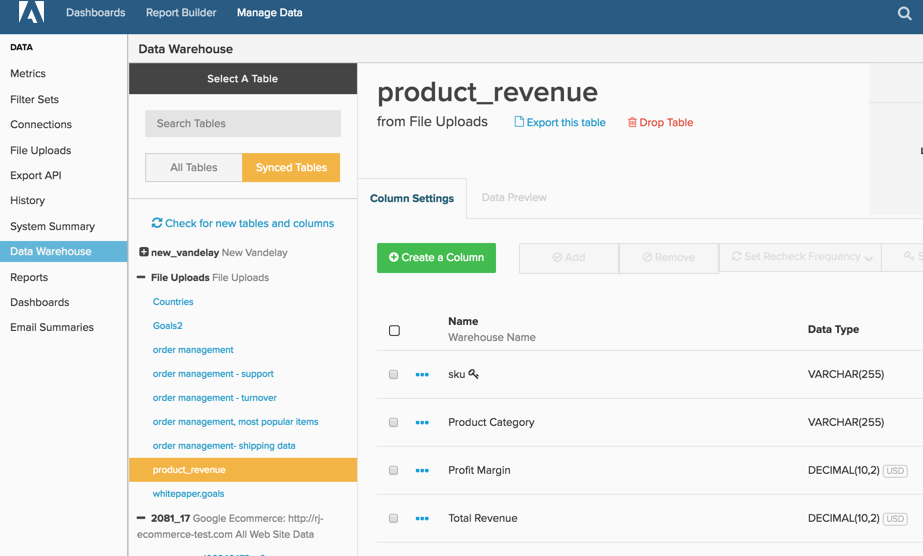 Dashboards Report Builder Manage Data
DATA
Metrics
Filter Sets
Connections
File Uploads
Export API
History
System Summary
Data Warehouse
Reports
Dashboards
Email Summaries
Data Warehouse
Select A Table
Search Tables
All Tables Synced Tables
Check for new tables and columns
new_vandelay New Vandelay
File Uploads File Uploads
Countries
Goals2
order management
order management - support
order management - turnover
order management, most popular items
order management- shipping data
product_revenue
whitepaper.goals
2081_17 Google Ecommerce: http://rj-
ecommerce-test.com All Web Site Data
product_revenue
from File Uploads Export this table Drop Table
Column Settings Data Preview
Create a Column Add Remove Set Recheck Frequency
Name
Warehouse Name Data Type
sku VARCHAR(255)
Product Category VARCHAR(255)
Profit Margin DECIMAL(10,2) USD
Total Revenue DECIMAL(10,2) USD